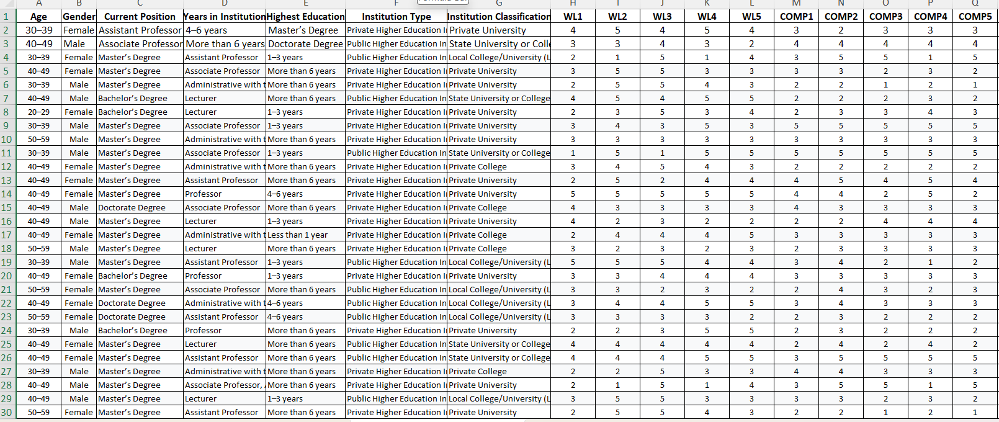 A B C D E F G H I J K L M N O P Q
1 Age Gender Current Position Years in Institution Highest Education Institution Type Institution Classification WL1 WL2 WL3 WL4 WL5 COMP1 COMP2 COMP3 COMP4 COMP5
2 30–39 Female Assistant Professor 4–6 years Master’s Degree Private Higher Education I Private University 4 5 4 5 4 3 2 3 3 3
3 40–49 Male Associate Professor More than 6 years Doctorate Degree Public Higher Education In State University or Colle 3 3 4 3 2 4 4 4 4 4
4 30–39 Female Master’s Degree Assistant Professor 1–3 years Public Higher Education In Local College/University (L 2 1 5 1 4 3 5 5 1 5
5 40–49 Female Master’s Degree Associate Professor More than 6 years Private Higher Education I Private University 3 5 5 3 3 3 3 2 3 2
6 30–39 Male Master’s Degree Administrative with t More than 6 years Private Higher Education I Private University 2 5 5 4 3 2 2 1 2 1
7 40–49 Male Bachelor’s Degree Lecturer More than 6 years Public Higher Education In State University or College 4 5 4 5 5 2 2 2 3 2
8 20–29 Female Bachelor’s Degree Lecturer 1–3 years Private Higher Education I Private University 2 3 5 3 4 2 3 3 4 3
9 30–39 Male Master’s Degree Associate Professor 1–3 years Private Higher Education I Private University 3 4 3 5 3 5 5 5 5 5
10 50–59 Male Master’s Degree Administrative with t More than 6 years Private Higher Education I Private University 3 3 3 3 3 3 3 3 3 3
11 30–39 Male Master’s Degree Associate Professor 1–3 years Public Higher Education In State University or College 1 5 1 5 5 5 5 5 5 5
12 40–49 Female Master’s Degree Administrative with t More than 6 years Private Higher Education I Private College 3 4 5 4 3 2 2 2 2 2
13 40–49 Female Master’s Degree Assistant Professor More than 6 years Private Higher Education I Private University 2 5 2 4 4 4 5 4 5 4
14 40–49 Female Master’s Degree Professor 4–6 years Private Higher Education I Private University 5 5 5 5 5 4 4 2 5 2
15 40–49 Male Doctorate Degree Associate Professor More than 6 years Private Higher Education I Private College 4 3 3 3 3 4 3 3 3 3
16 40–49 Male Master’s Degree Lecturer 1–3 years Private Higher Education I Private University 4 2 3 2 2 2 2 4 4 4
17 40–49 Female Master’s Degree Administrative with t Less than 1 year Private Higher Education I Private College 2 4 4 4 5 3 3 3 3 3
18 50–59 Male Master’s Degree Lecturer More than 6 years Private Higher Education I Private College 3 2 3 2 3 2 3 3 3 3
19 30–39 Male Master’s Degree Assistant Professor 1–3 years Public Higher Education In Local College/University (L 5 5 5 4 4 3 4 2 1 2
20 40–49 Female Bachelor’s Degree Professor 1–3 years Private Higher Education I Private University 3 3 4 4 4 3 3 3 3 3
21 50–59 Female Master’s Degree Associate Professor More than 6 years Public Higher Education In Local College/University (L 3 3 2 3 2 2 4 3 2 3
22 40–49 Female Doctorate Degree Administrative with t 4–6 years Public Higher Education In Local College/University (L 3 4 4 5 5 3 4 3 3 3
23 50–59 Female Doctorate Degree Assistant Professor 4–6 years Public Higher Education In Local College/University (L 3 3 3 3 2 2 3 2 2 2
24 30–39 Male Bachelor’s Degree Professor More than 6 years Private Higher Education I Private University 2 2 3 5 5 2 3 2 2 2
25 40–49 Female Master’s Degree Lecturer More than 6 years Public Higher Education In State University or College 4 4 4 4 4 2 4 2 4 2
26 40–49 Female Master’s Degree Assistant Professor More than 6 years Public Higher Education In State University or College 4 4 4 5 5 3 5 5 5 5
27 30–39 Male Master’s Degree Administrative with t More than 6 years Private Higher Education I Private College 2 2 5 3 3 4 4 3 3 3
28 40–49 Male Master’s Degree Associate Professor, More than 6 years Private Higher Education I Private University 2 1 5 1 4 3 5 5 1 5
29 40–49 Male Master’s Degree Lecturer 1–3 years Public Higher Education In Local College/University (L 3 5 5 3 3 3 3 2 3 2
30 50–59 Female Master’s Degree Assistant Professor More than 6 years Private Higher Education I Private University 2 5 5 4 3 2 2 1 2 1